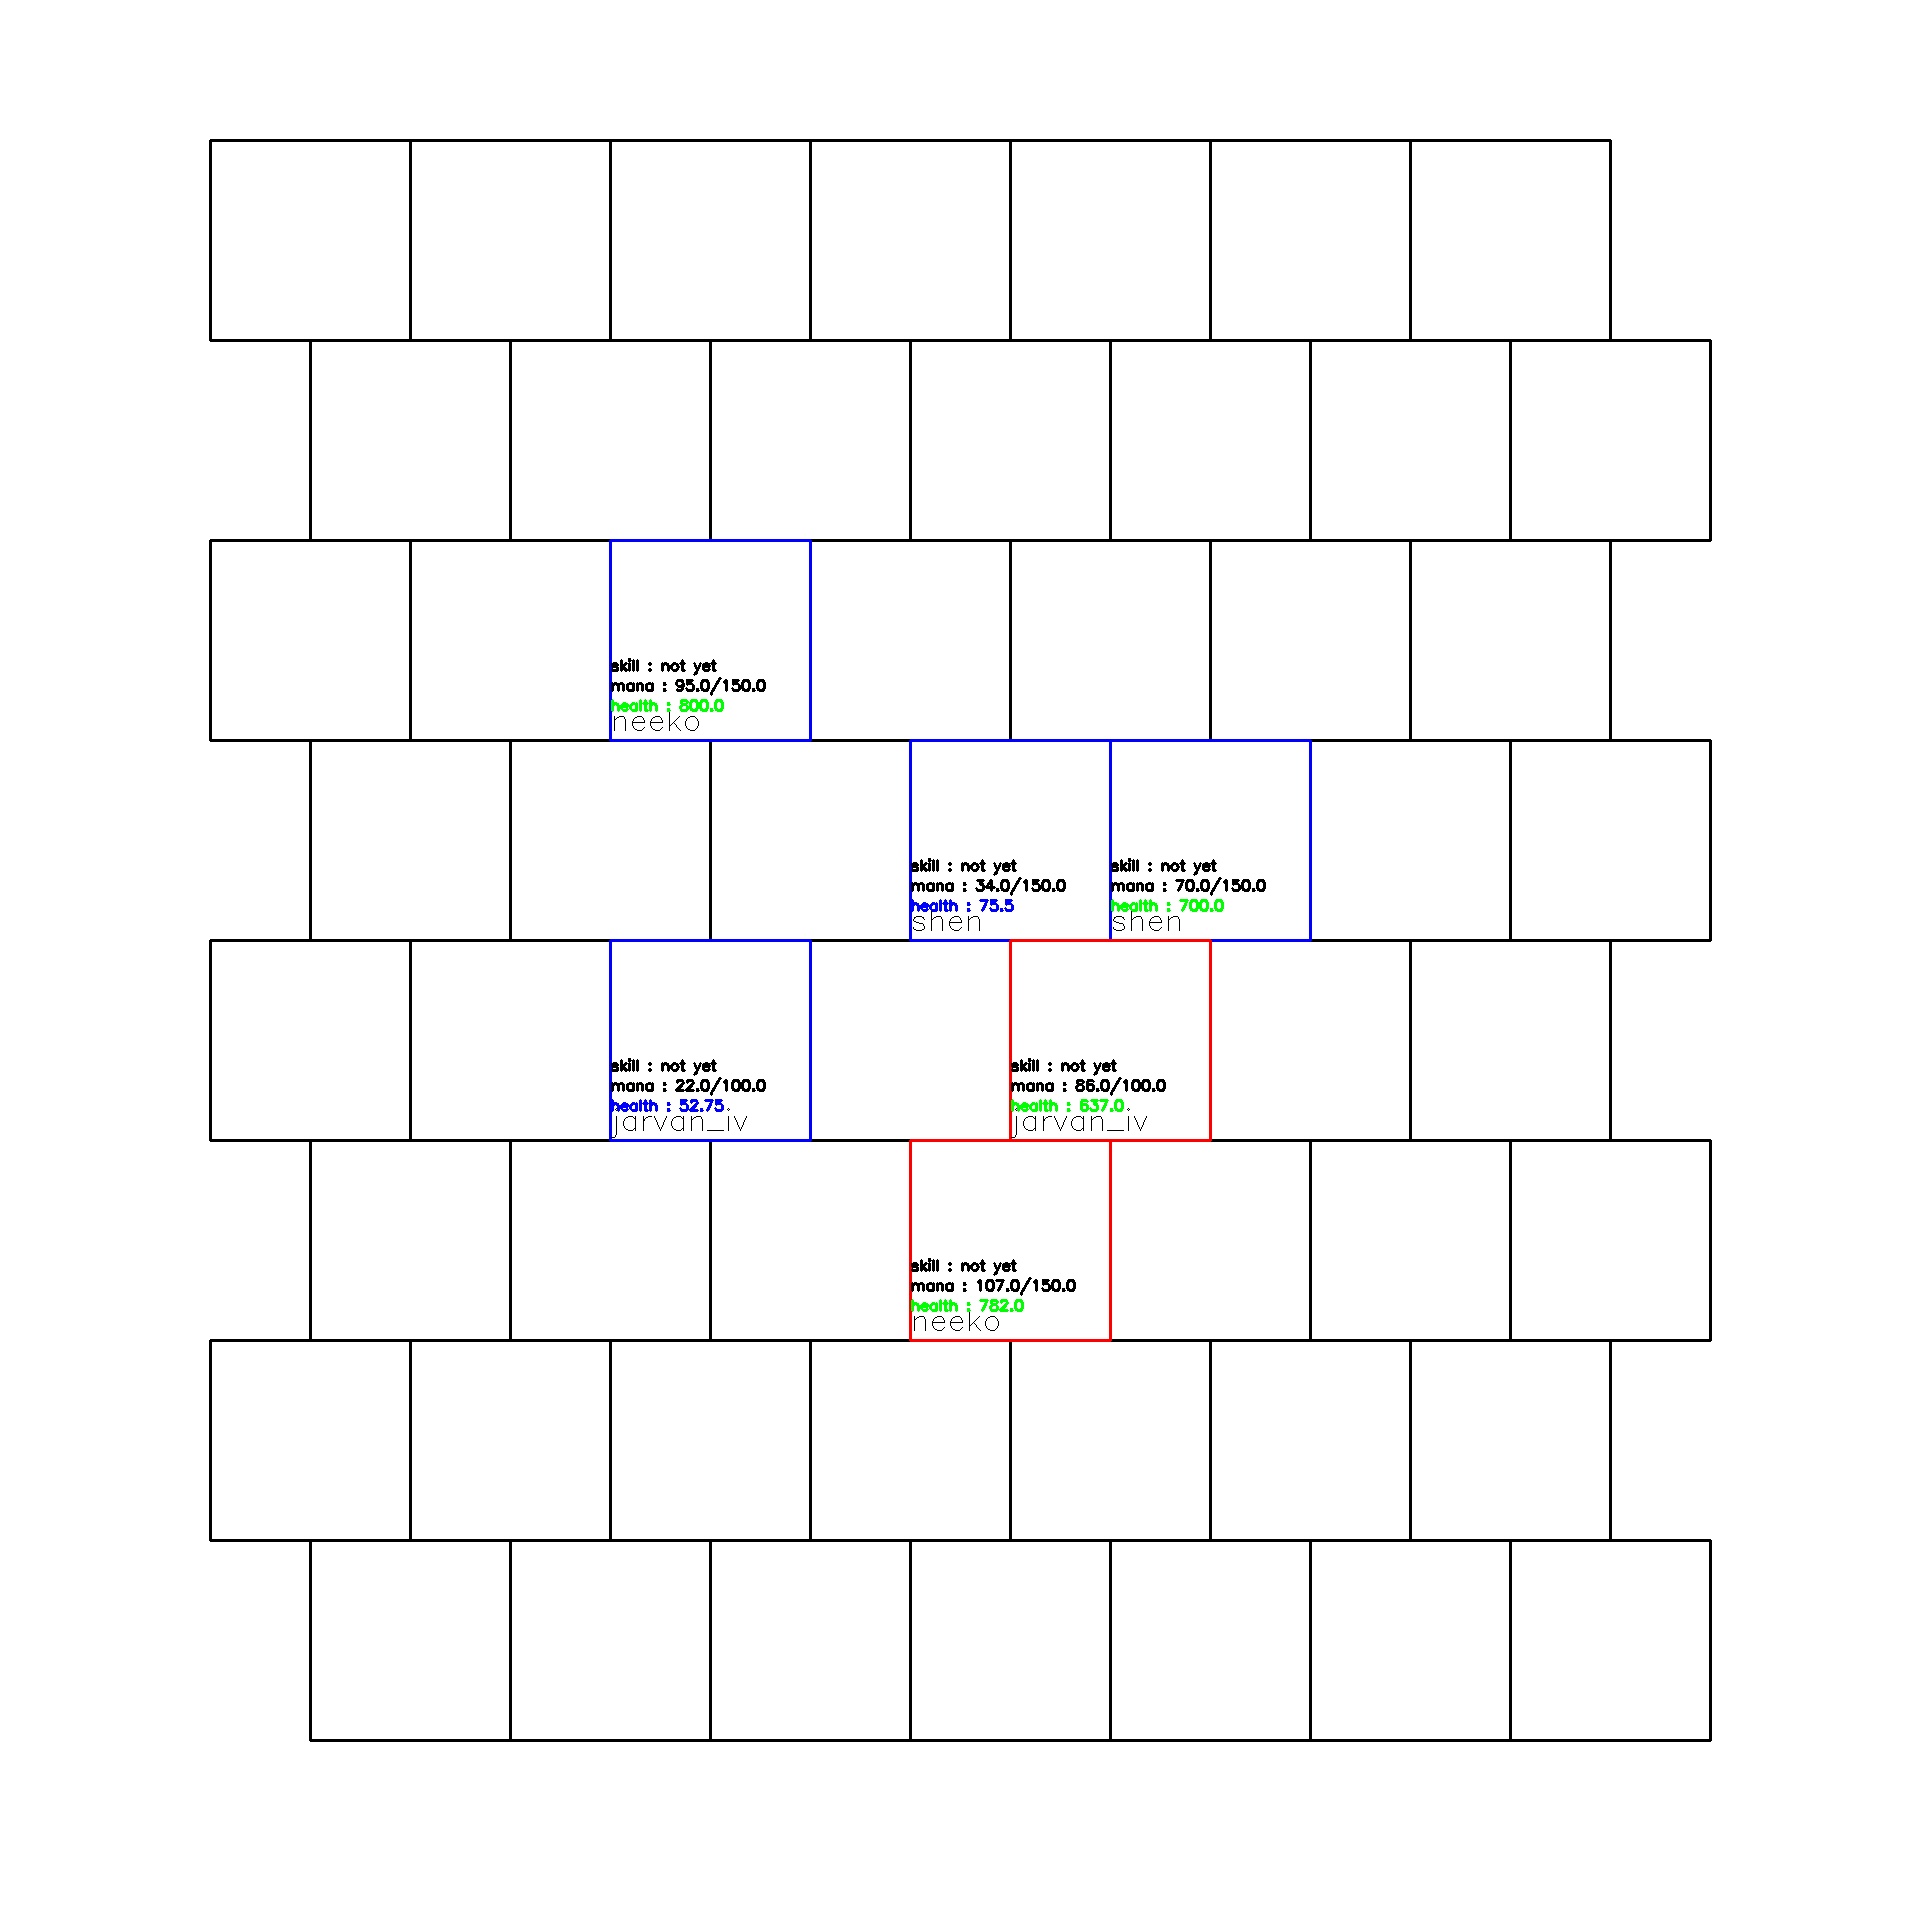 skill : not yet
mana : 95.0/150.0
health : 800.0
neeko
skill : not yet
mana : 34.0/150.0
health : 75.5
shen
skill : not yet
mana : 70.0/150.0
health : 700.0
shen
skill : not yet
mana : 22.0/100.0
health : 52.75
jarvan_iv
skill : not yet
mana : 86.0/100.0
health : 637.0
jarvan_iv
skill : not yet
mana : 107.0/150.0
health : 782.0
neeko